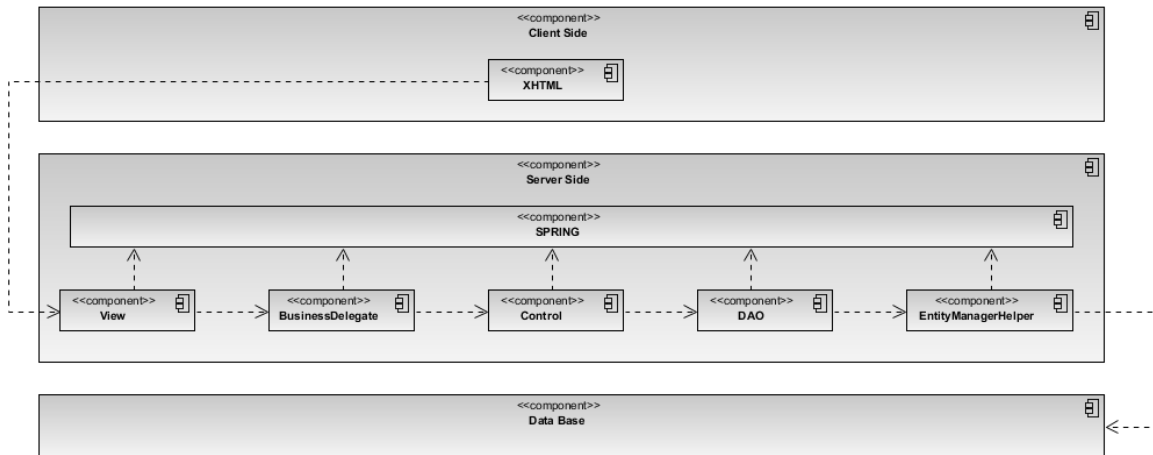 <<component>>
Client Side
<<component>>
XHTML
<<component>>
Server Side
<<component>>
SPRING
<<component>>
View
<<component>>
BusinessDelegate
<<component>>
Control
<<component>>
DAO
<<component>>
EntityManagerHelper
<<component>>
Data Base